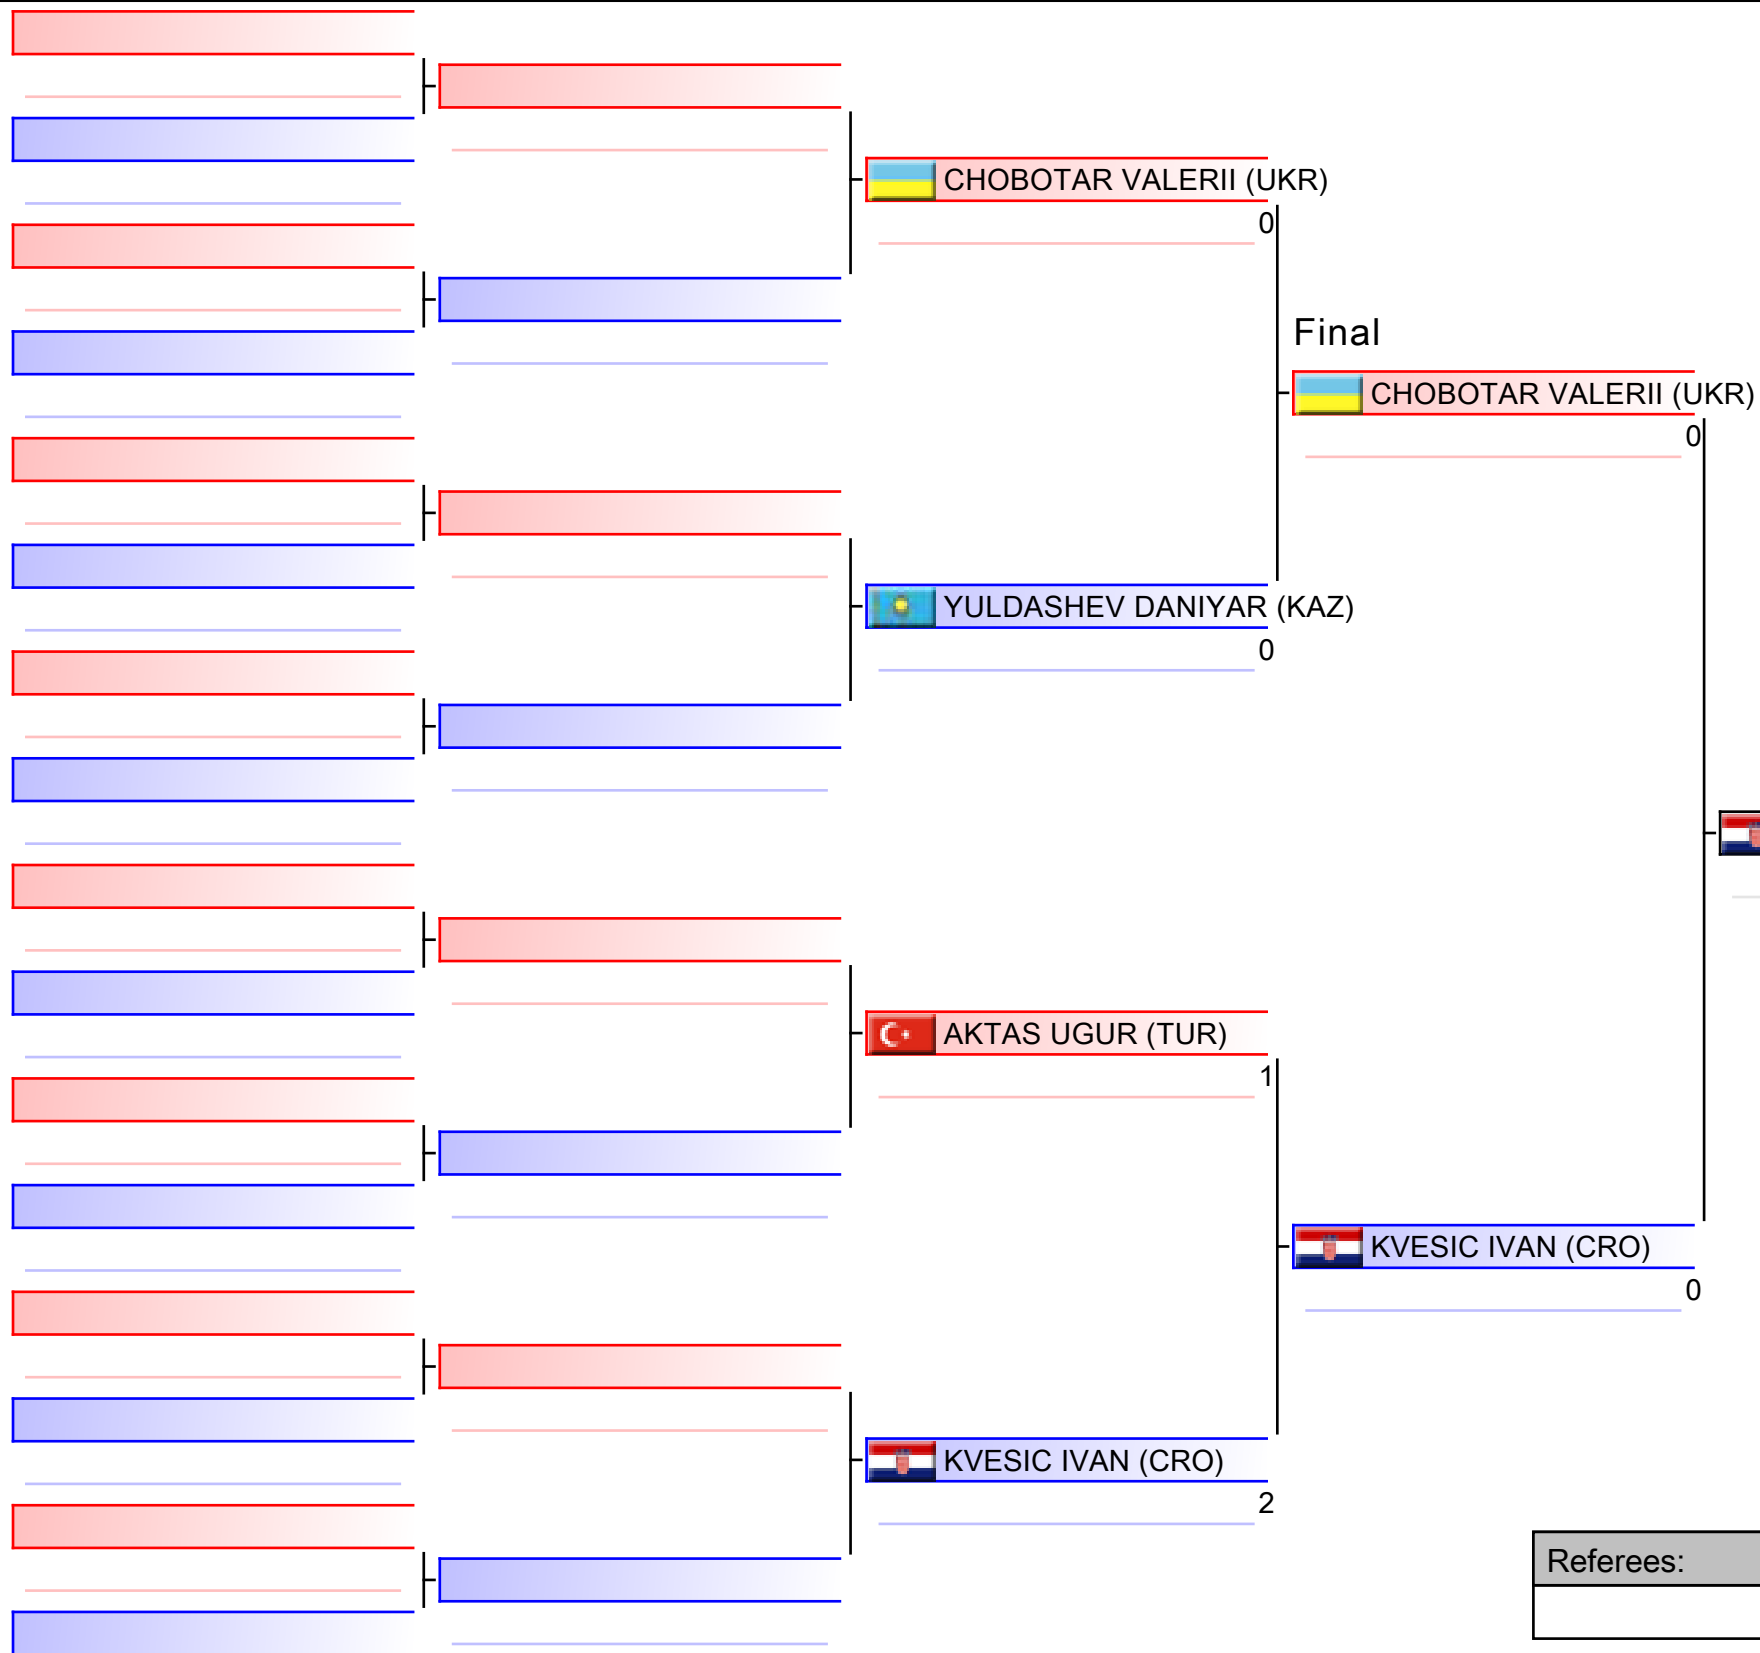 CHOBOTAR VALERII (UKR)
0
Final
CHOBOTAR VALERII (UKR)
0
YULDASHEV DANIYAR (KAZ)
0
AKTAS UGUR (TUR)
1
KVESIC IVAN (CRO)
0
KVESIC IVAN (CRO)
2
Referees: